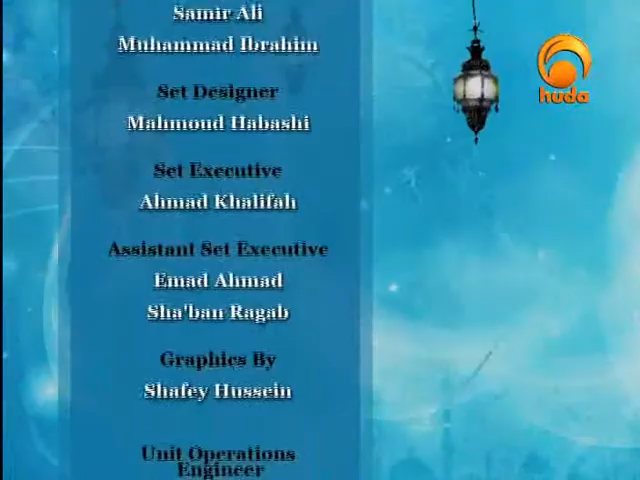 Samir Ali
Muhammad Ibrahim
Set Designer
Mahmoud Habashi
Set Executive
Ahmad Khalifah
Assistant Set Executive
Emad Ahmad
Sha'ban Ragab
Graphics By
Shafey Hussein
Unit Operations
Engineer
huda